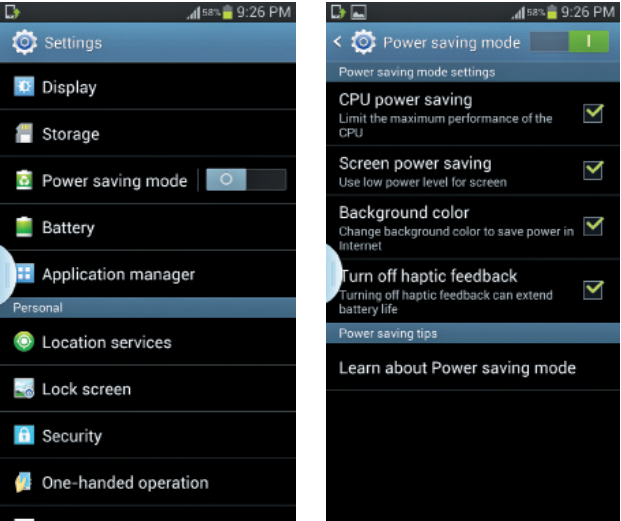 58% 9:26 PM
Settings
Display
Storage
Power saving mode
Battery
Application manager
Personal
Location services
Lock screen
Security
One-handed operation
58% 9:26 PM
Power saving mode
Power saving mode settings
CPU power saving
Limit the maximum performance of the
CPU
Screen power saving
Use low power level for screen
Background color
Change background color to save power in
Internet
Turn off haptic feedback
Turning off haptic feedback can extend
battery life
Power saving tips
Learn about Power saving mode